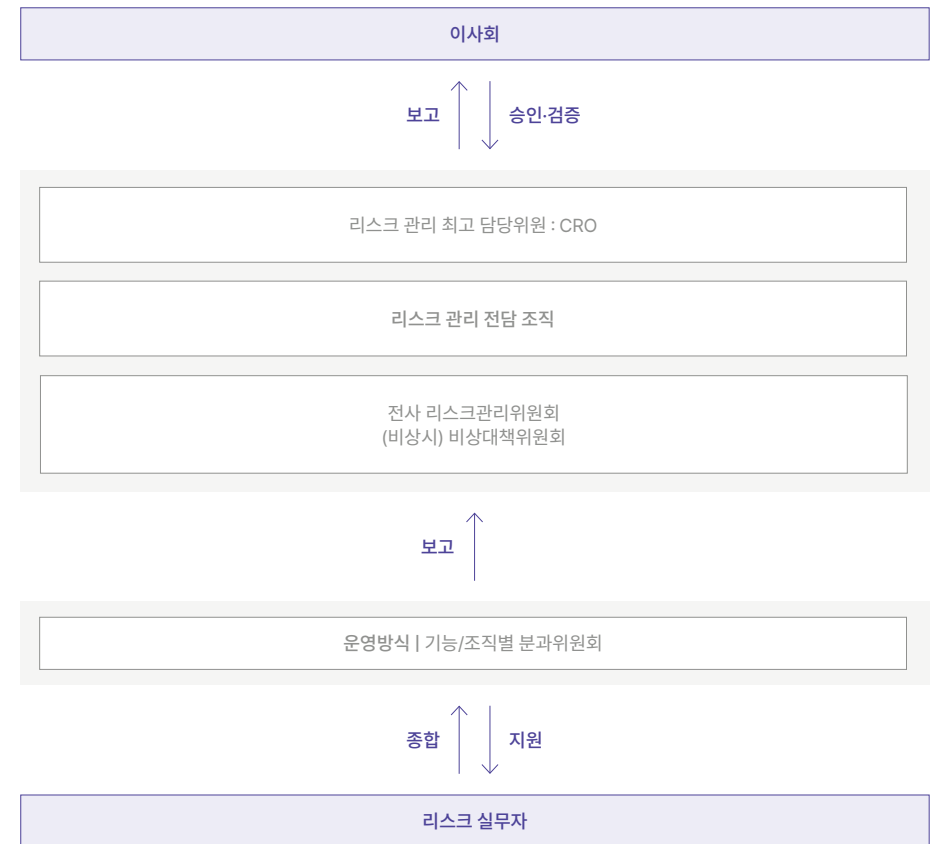 이사회
보고
승인·검증
리스크 관리 최고 담당위원 : CRO
리스크 관리 전담 조직
전사 리스크관리위원회
(비상시) 비상대책위원회
보고
운영방식 | 기능/조직별 분과위원회
종합
지원
리스크 실무자